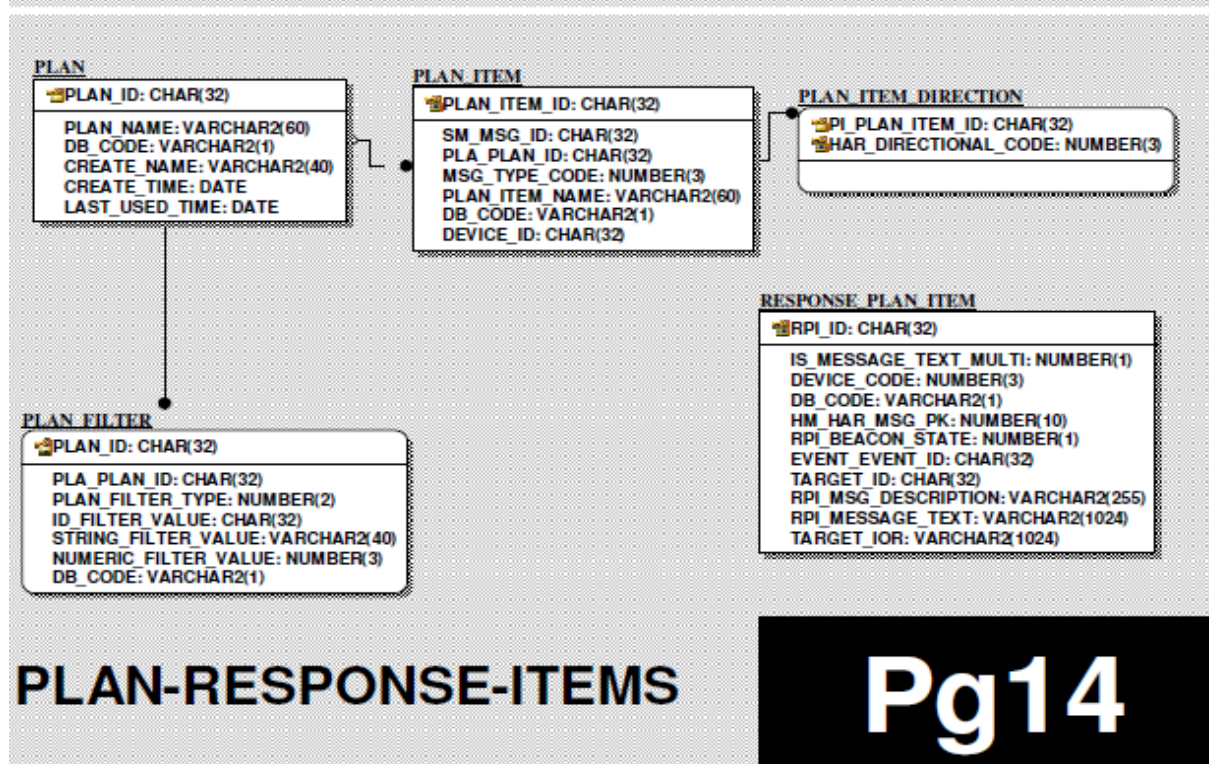 PLAN
PLAN_ID: CHAR(32)
PLAN_NAME: VARCHAR2(60)
DB_CODE: VARCHAR2(1)
CREATE_NAME: VARCHAR2(40)
CREATE_TIME: DATE
LAST_USED_TIME: DATE
PLAN_ITEM
PLAN_ITEM_ID: CHAR(32)
SM_MSG_ID: CHAR(32)
PLA_PLAN_ID: CHAR(32)
MSG_TYPE_CODE: NUMBER(3)
PLAN_ITEM_NAME: VARCHAR2(60)
DB_CODE: VARCHAR2(1)
DEVICE_ID: CHAR(32)
PLAN_ITEM_DIRECTION
PI_PLAN_ITEM_ID: CHAR(32)
HAR_DIRECTIONAL_CODE: NUMBER(3)
RESPONSE_PLAN_ITEM
RPI_ID: CHAR(32)
IS_MESSAGE_TEXT_MULTI: NUMBER(1)
DEVICE_CODE: NUMBER(3)
DB_CODE: VARCHAR2(1)
HM_HAR_MSG_PK: NUMBER(10)
RPI_BEACON_STATE: NUMBER(1)
EVENT_EVENT_ID: CHAR(32)
TARGET_ID: CHAR(32)
RPI_MSG_DESCRIPTION: VARCHAR2(255)
RPI_MESSAGE_TEXT: VARCHAR2(1024)
TARGET_IOR: VARCHAR2(1024)
PLAN_FILTER
PLAN_ID: CHAR(32)
PLA_PLAN_ID: CHAR(32)
PLAN_FILTER_TYPE: NUMBER(2)
ID_FILTER_VALUE: CHAR(32)
STRING_FILTER_VALUE: VARCHAR2(40)
NUMERIC_FILTER_VALUE: NUMBER(3)
DB_CODE: VARCHAR2(1)
PLAN-RESPONSE-ITEMS
Pg14